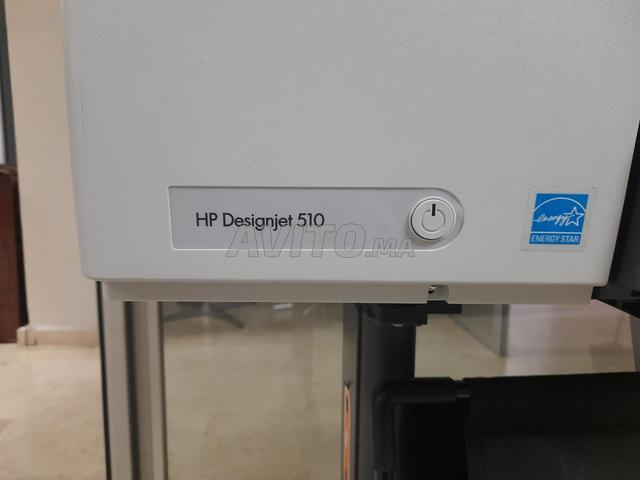 HP Designjet 510
AVITO.MA
energy
ENERGY STAR